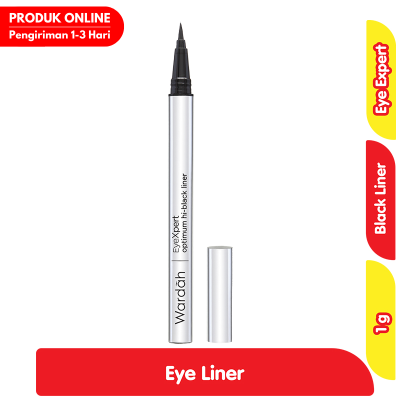 PRODUK ONLINE
Pengiriman 1-3 Hari
Eye Expert
Black Liner
1g
Wardah
EyeXpert
optimum hi-black liner
Eye Liner